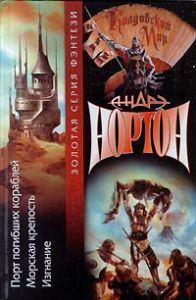 Колдовской
Мир
АНДРЭ
НОРТОН
ЗОЛОТАЯ СЕРИЯ ФЭНТЕЗИ
Порт погибших кораблей
Морская крепость
Изгнание